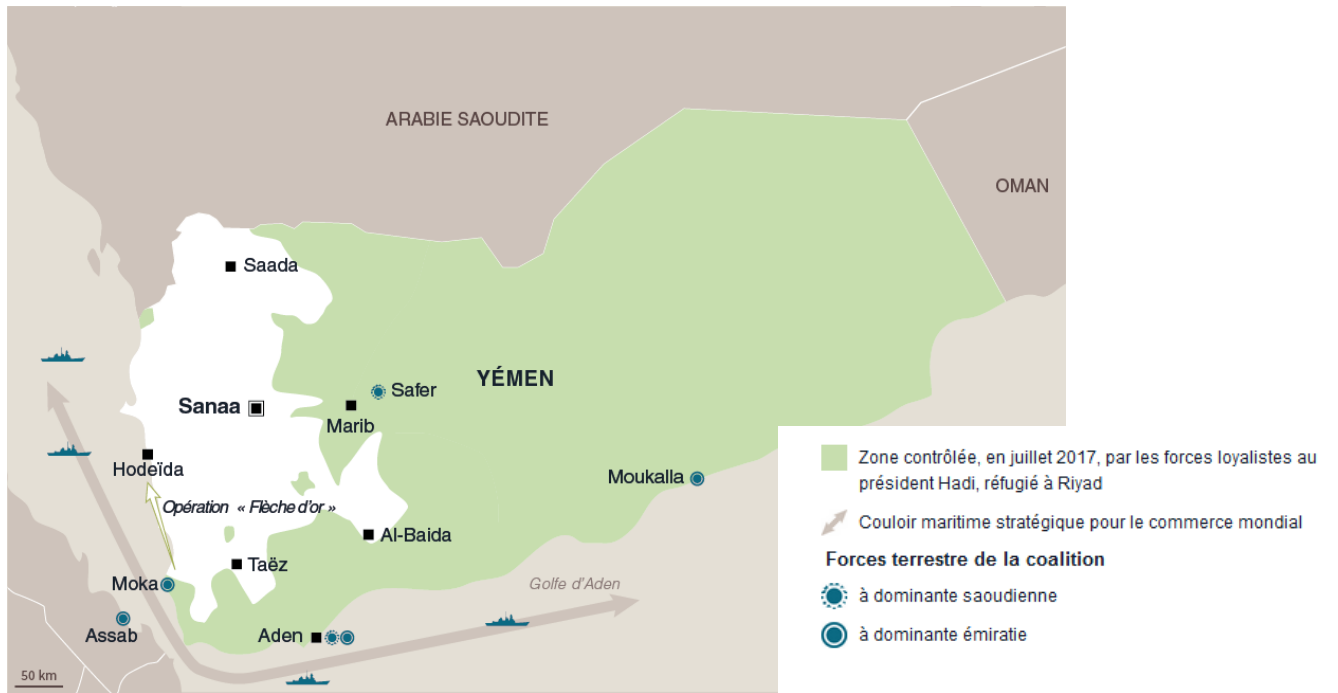 ARABIE SAOUDITE
OMAN
Saada
YÉMEN
Safer
Sanaa
Marib
Hodeïda
Moukalla
Opération « Flèche d'or »
Al-Baida
Taëz
Moka
Golfe d'Aden
Assab
Aden
50 km
Zone contrôlée, en juillet 2017, par les forces loyalistes au
président Hadi, réfugié à Riyad
Couloir maritime stratégique pour le commerce mondial
Forces terrestre de la coalition
à dominante saoudienne
à dominante émiratie